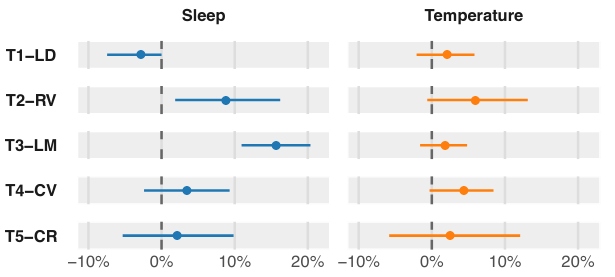 Sleep Temperature
T1–LD
T2–RV
T3–LM
T4–CV
T5–CR
−10% 0% 10% 20% −10% 0% 10% 20%